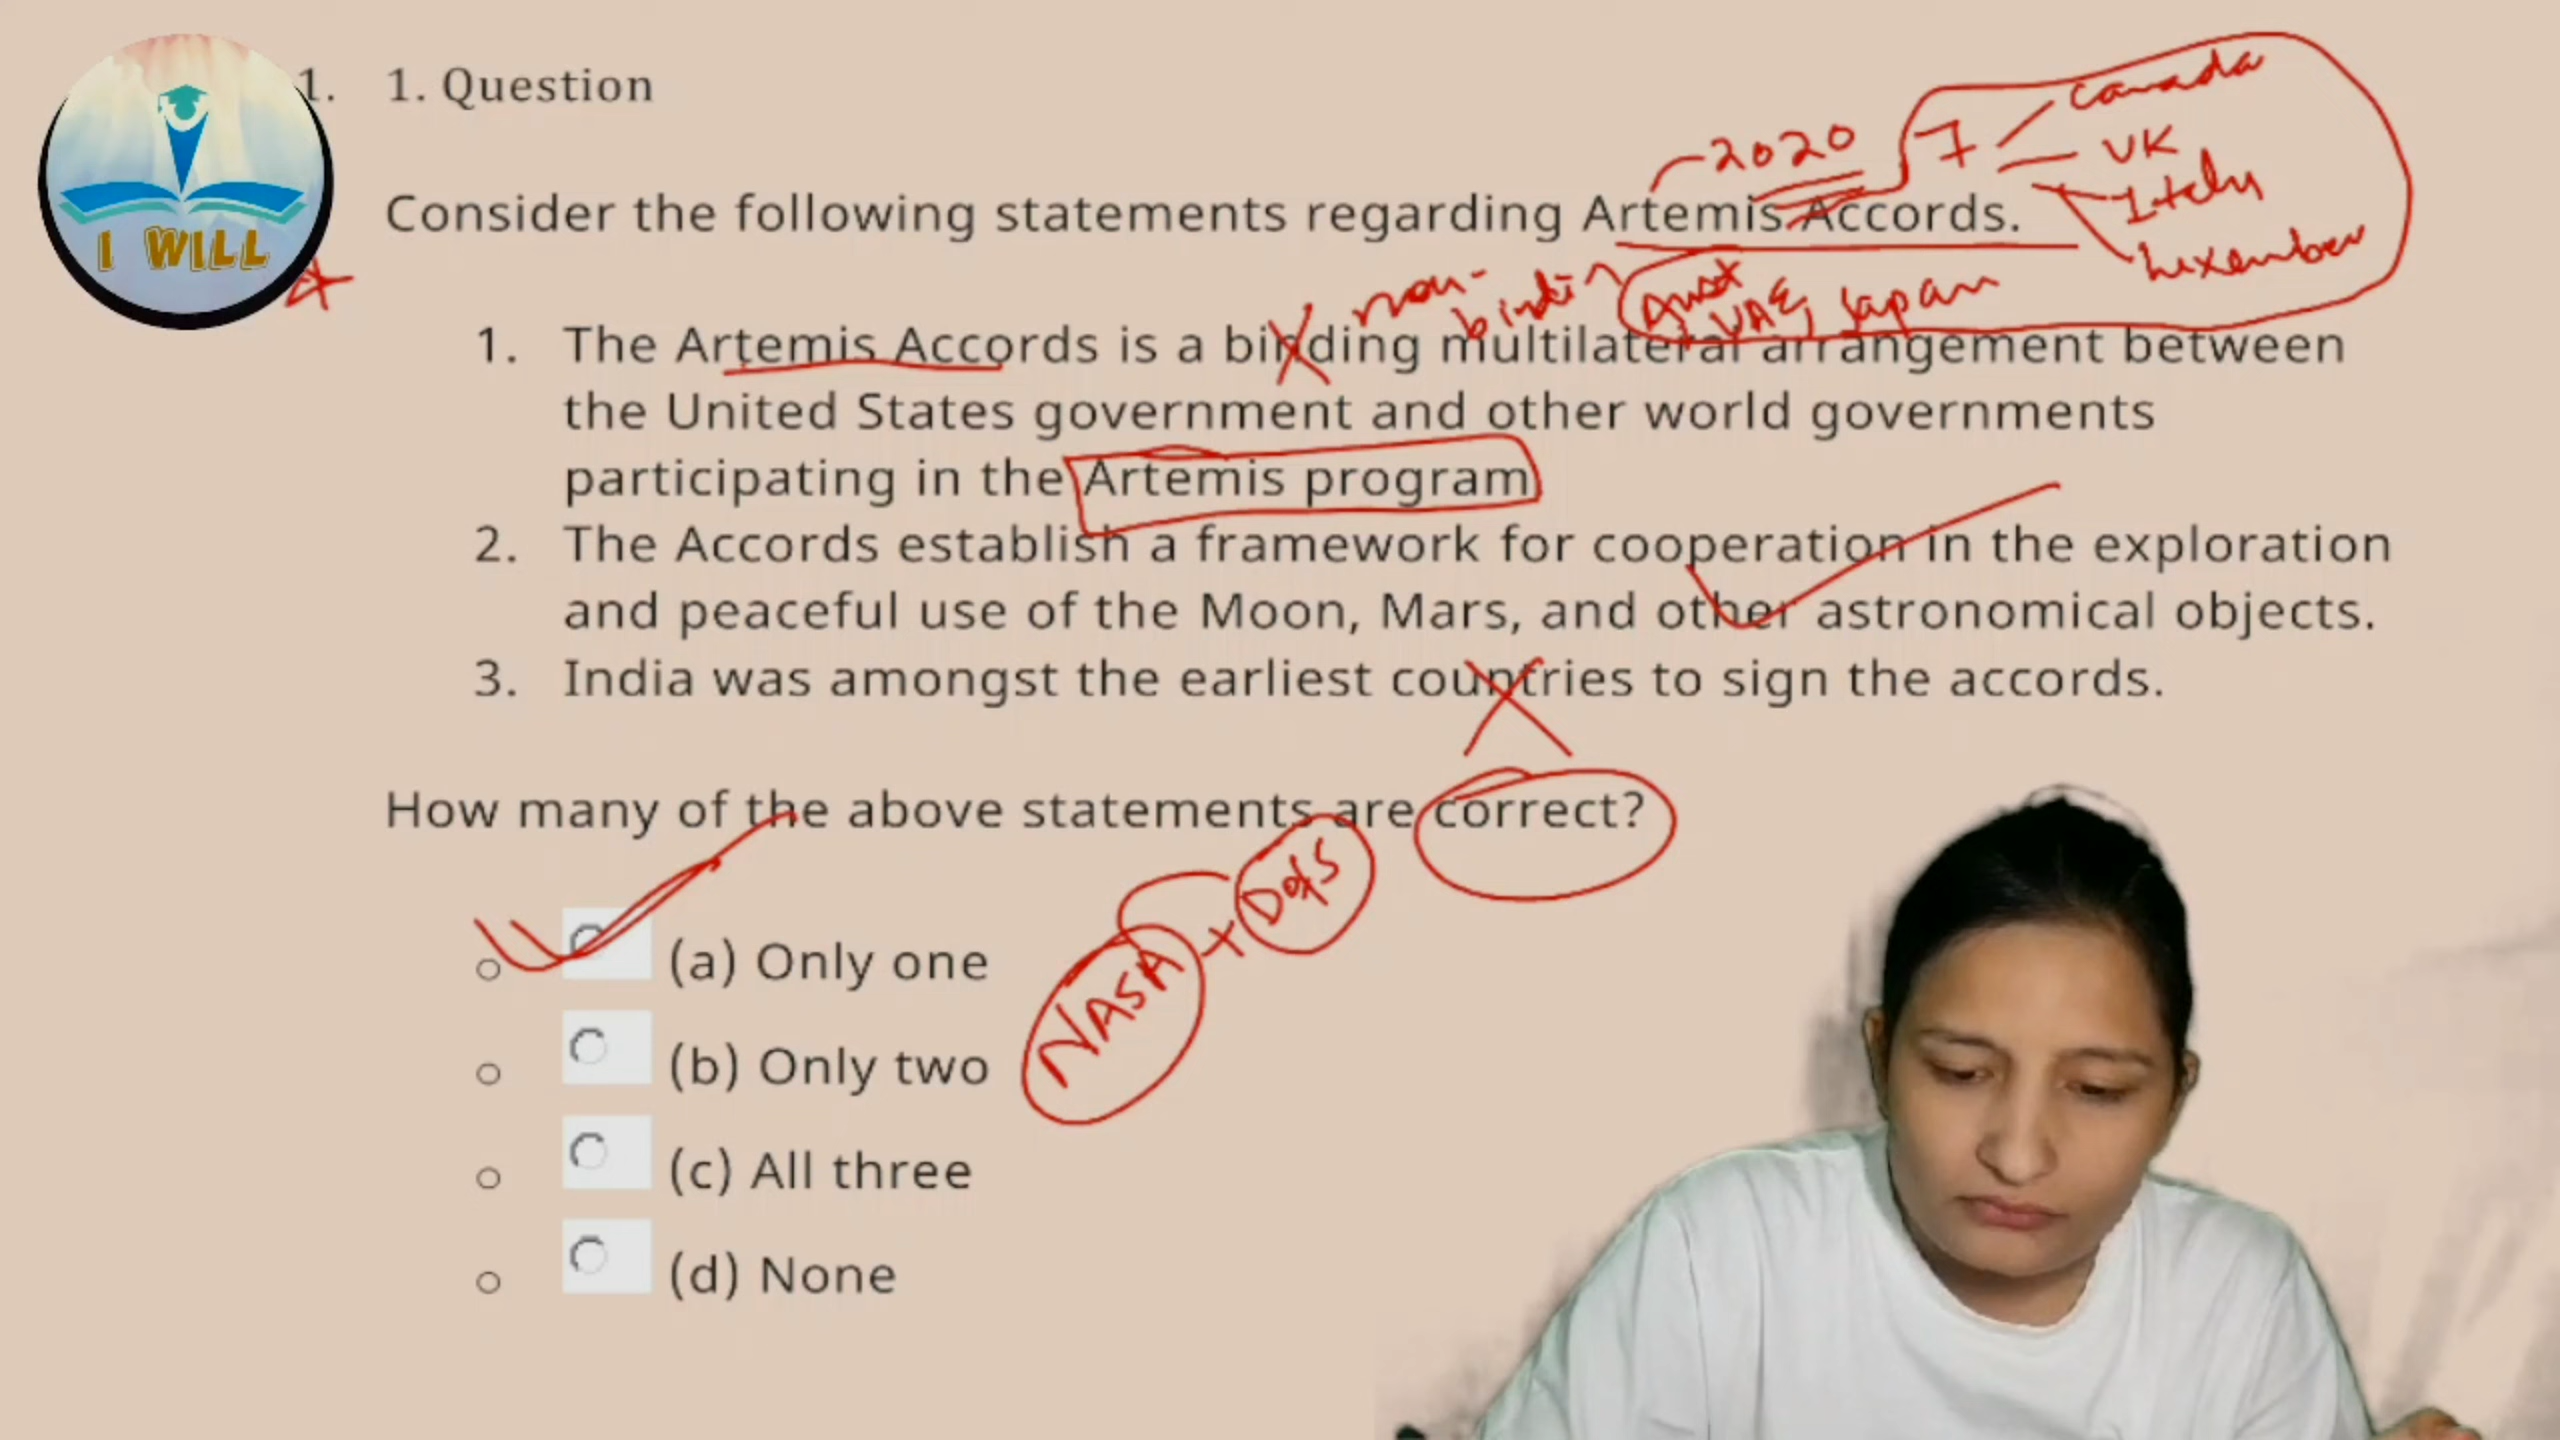 I WILL
1. 1. Question
2020 7 Canada
UK
Italy
Consider the following statements regarding Artemis Accords.
Luxember
non-binding Aust UAE, Japan
1. The Artemis Accords is a binding multilateral arrangement between
the United States government and other world governments
participating in the Artemis program
2. The Accords establish a framework for cooperation in the exploration
and peaceful use of the Moon, Mars, and other astronomical objects.
3. India was amongst the earliest countries to sign the accords.
How many of the above statements are correct?
NASA + DofS
(a) Only one
(b) Only two
(c) All three
(d) None